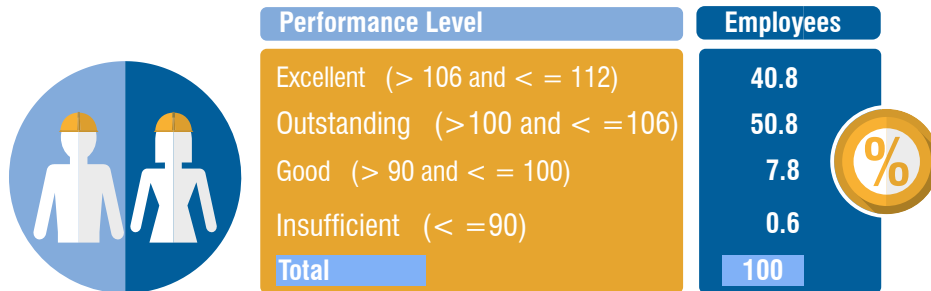 Performance Level Employees
Excellent (> 106 and < = 112) 40.8
Outstanding (>100 and < =106) 50.8
Good (> 90 and < = 100) 7.8
%
Insufficient (< =90) 0.6
Total 100